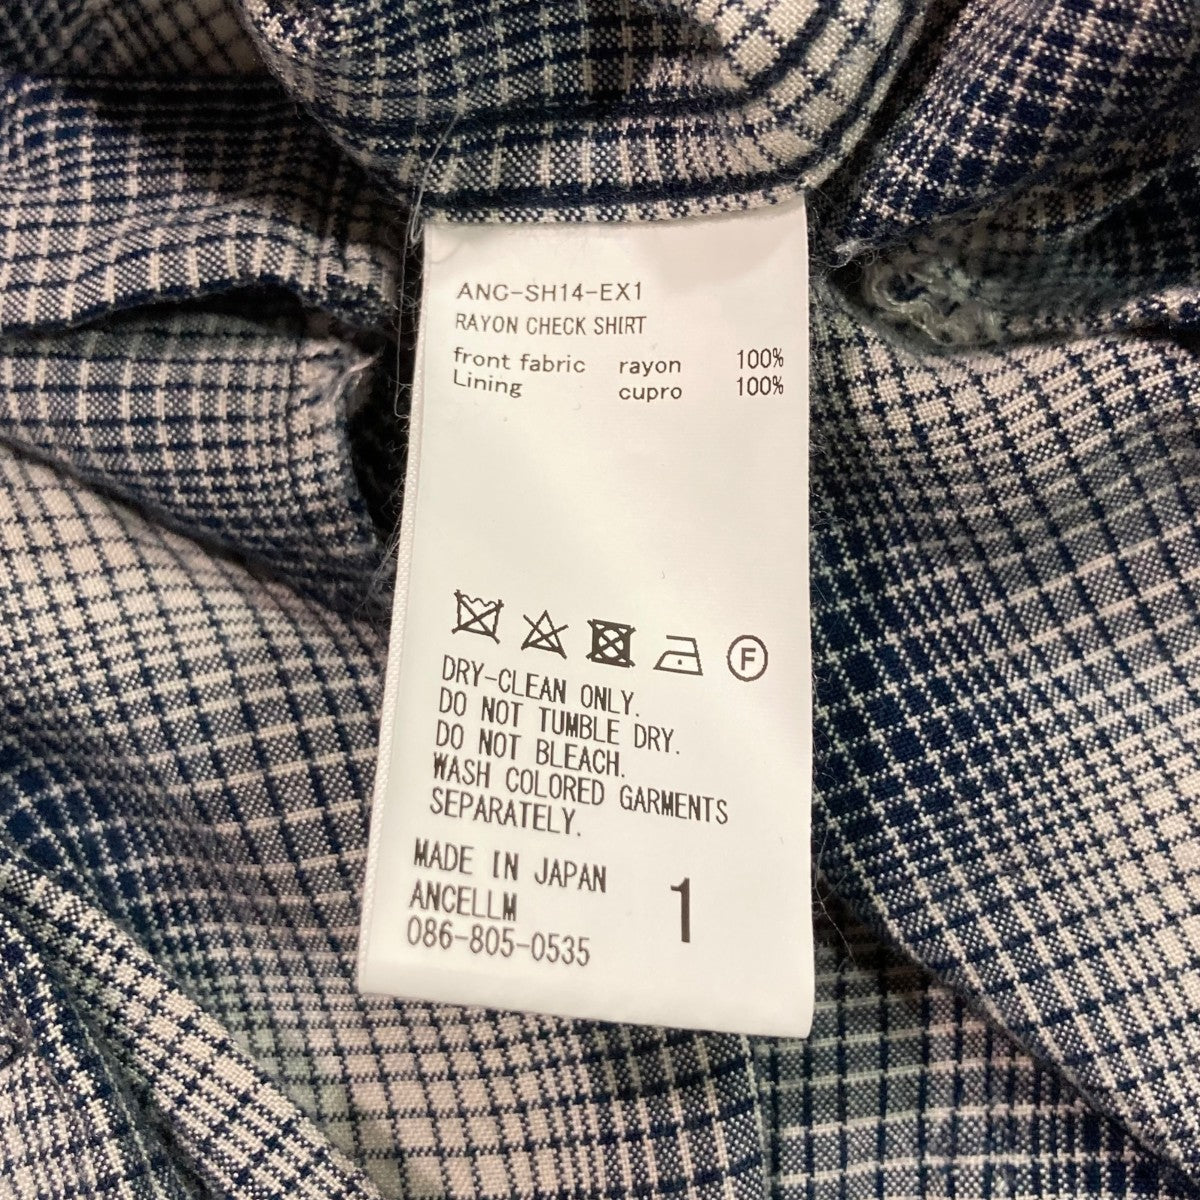 ANC-SH14-EX1
RAYON CHECK SHIRT
front fabric rayon 100%
Lining cupro 100%
F
DRY-CLEAN ONLY.
DO NOT TUMBLE DRY.
DO NOT BLEACH.
WASH COLORED GARMENTS
SEPARATELY.
MADE IN JAPAN
ANCELLM
086-805-0535
1